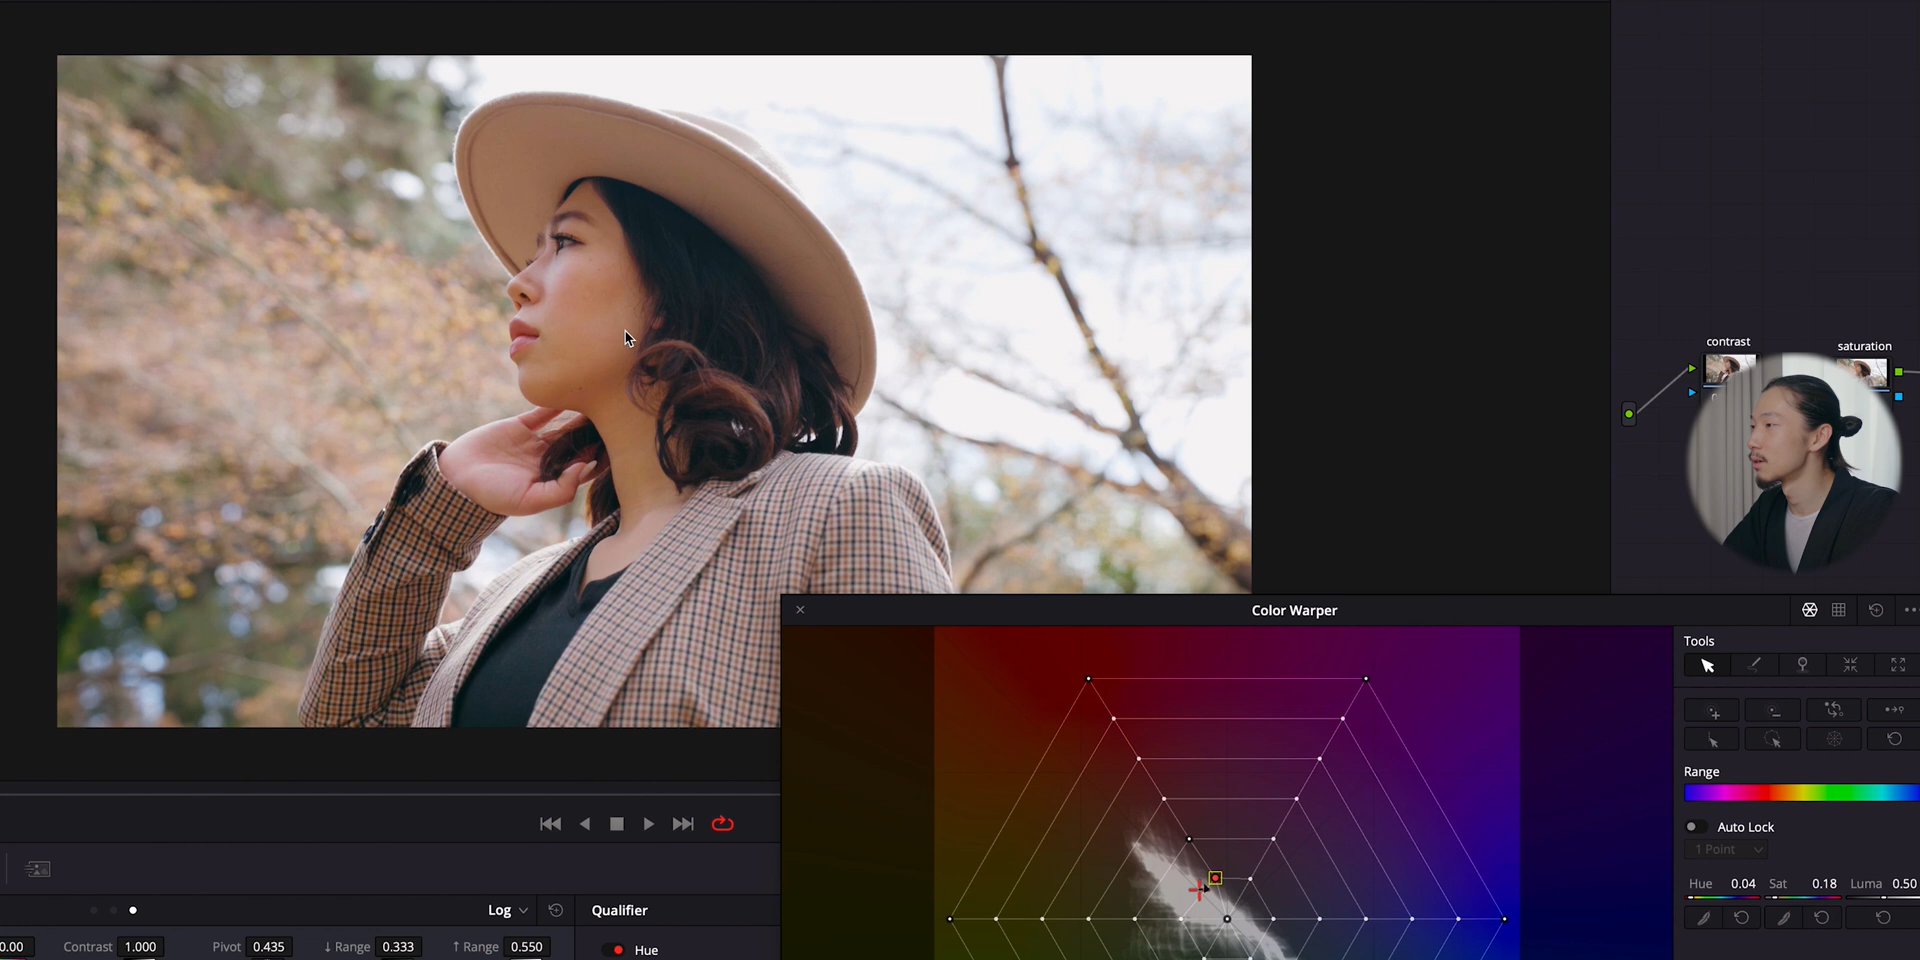 contrast
saturation
Color Warper
Tools
Range
Auto Lock
1 Point
Hue 0.04 Sat 0.18 Luma 0.50
Log
Qualifier
0.00 Contrast 1.000 Pivot 0.435 ↓ Range 0.333 ↑ Range 0.550
Hue